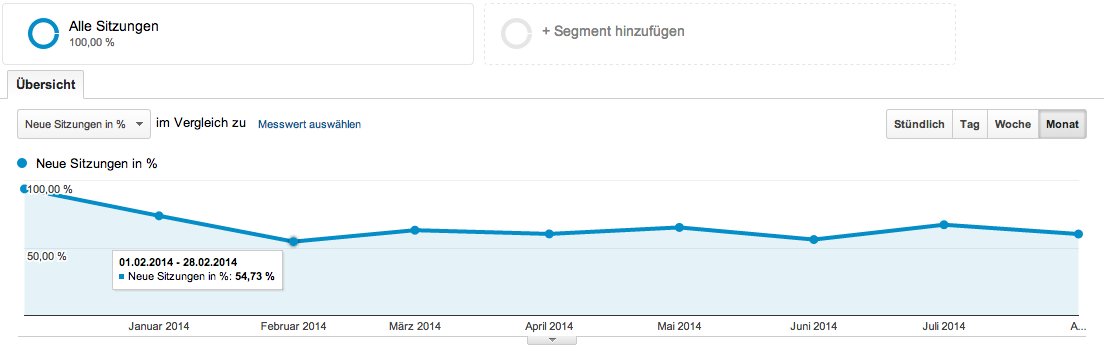 Alle Sitzungen
100,00 %
+ Segment hinzufügen
Übersicht
Neue Sitzungen in % im Vergleich zu Messwert auswählen
Stündlich Tag Woche Monat
Neue Sitzungen in %
100,00 %
50,00 %
01.02.2014 - 28.02.2014
Neue Sitzungen in %: 54,73 %
Januar 2014 Februar 2014 März 2014 April 2014 Mai 2014 Juni 2014 Juli 2014 A...